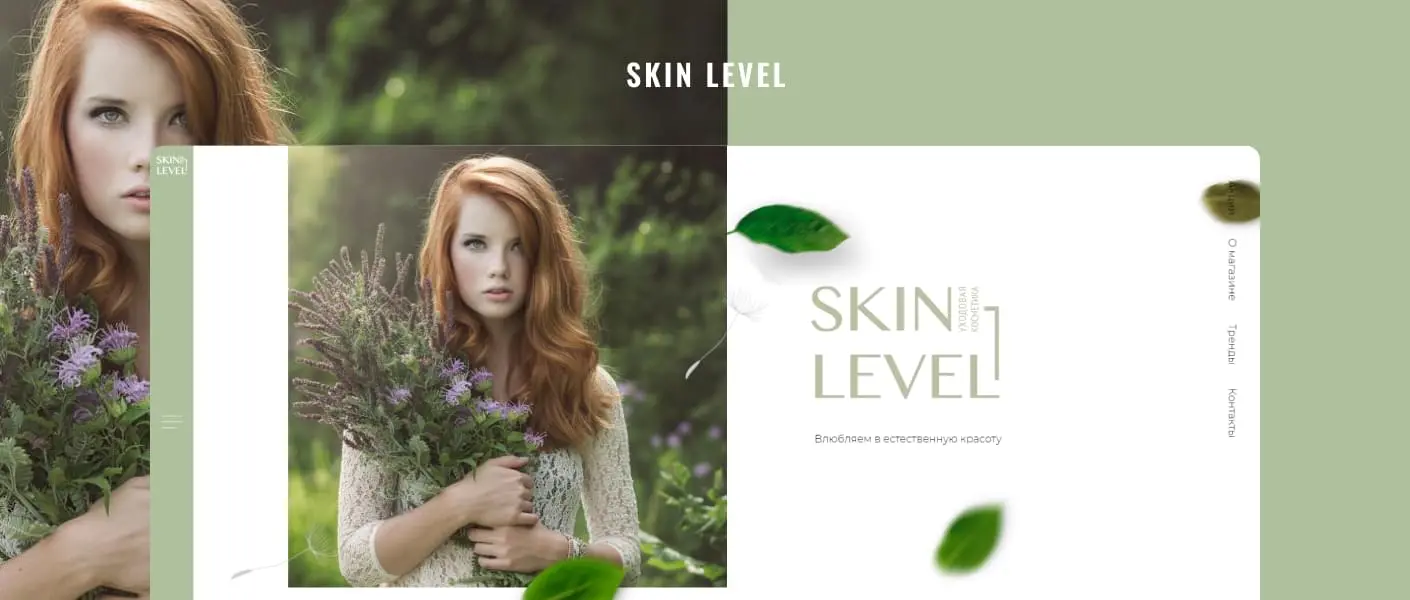 SKIN LEVEL
SKIN
LEVEL
SKIN
УХОДОВАЯ
КОСМЕТИКА
LEVEL
Влюбляем в естественную красоту
О магазине
Тренды
Контакты